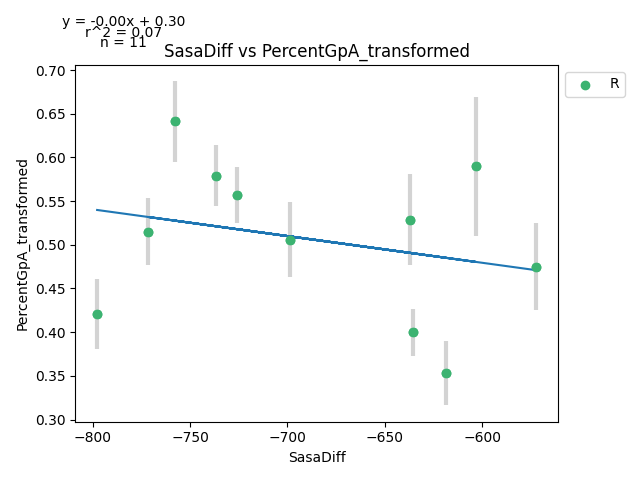 y = -0.00x + 0.30
r^2 = 0.07
n = 11
SasaDiff vs PercentGpA_transformed
R
PercentGpA_transformed
0.70
0.65
0.60
0.55
0.50
0.45
0.40
0.35
0.30
−800
−750
−700
−650
−600
SasaDiff